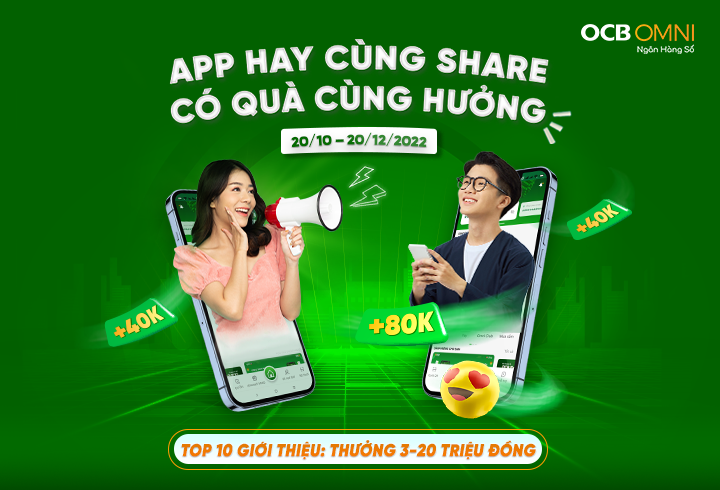 OCB OMNI
Ngân Hàng Số
APP HAY CÙNG SHARE
CÓ QUÀ CÙNG HƯỞNG
20/10 – 20/12/2022
+40K
+40K
+80K
TOP 10 GIỚI THIỆU: THƯỞNG 3-20 TRIỆU ĐỒNG